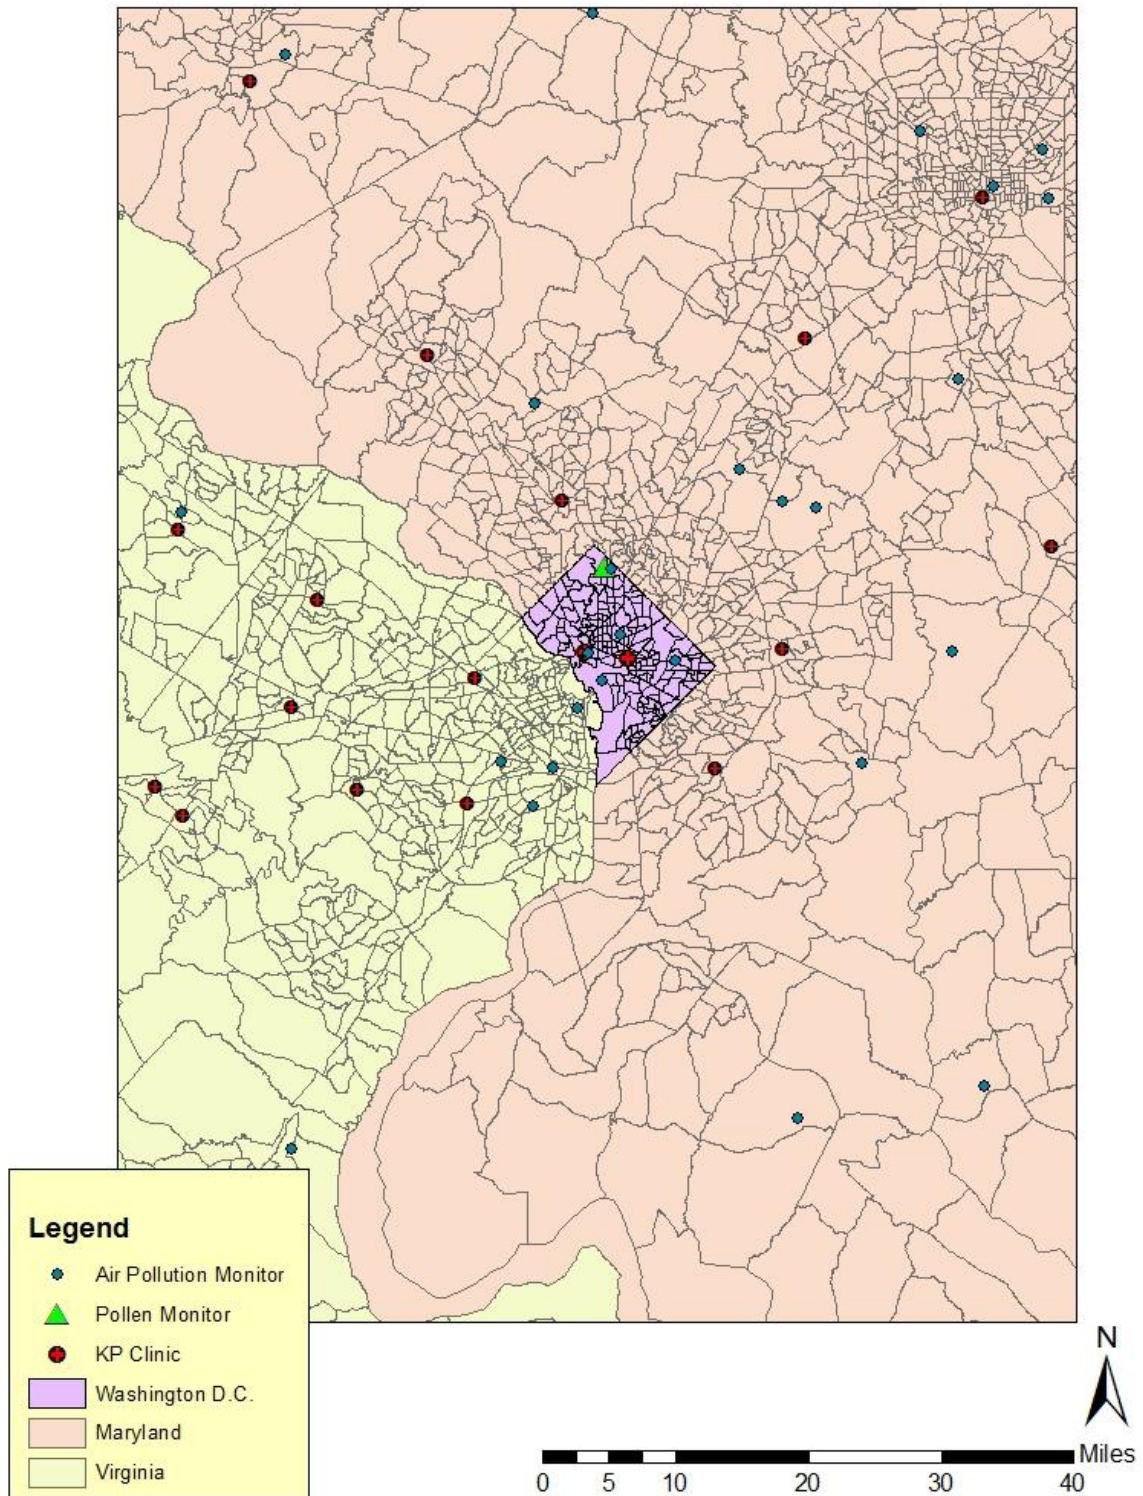 Legend
Air Pollution Monitor
Pollen Monitor
KP Clinic
Washington D.C.
Maryland
Virginia
N
Miles
0 5 10 20 30 40